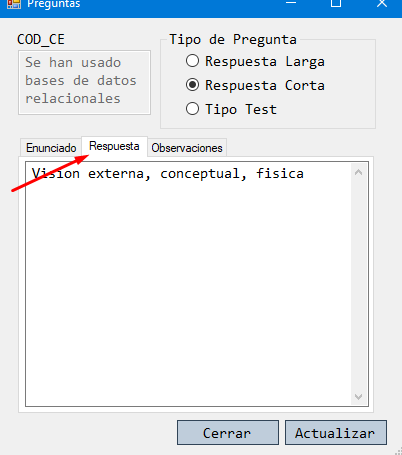 Preguntas
COD_CE
Se han usado
bases de datos
relacionales
Tipo de Pregunta
Respuesta Larga
Respuesta Corta
Tipo Test
Enunciado Respuesta Observaciones
Vision externa, conceptual, fisica
Cerrar Actualizar